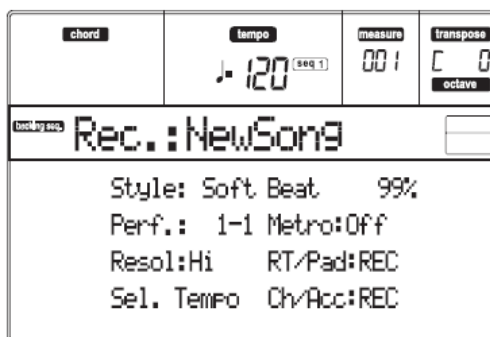 chord tempo measure transpose
♩= 120 seq 1 001 C 0
octave
backing seq. Rec.:NewSong
Style: Soft Beat 99%
Perf.: 1-1 Metro:Off
Resol:Hi RT/Pad:REC
Sel. Tempo Ch/Acc:REC